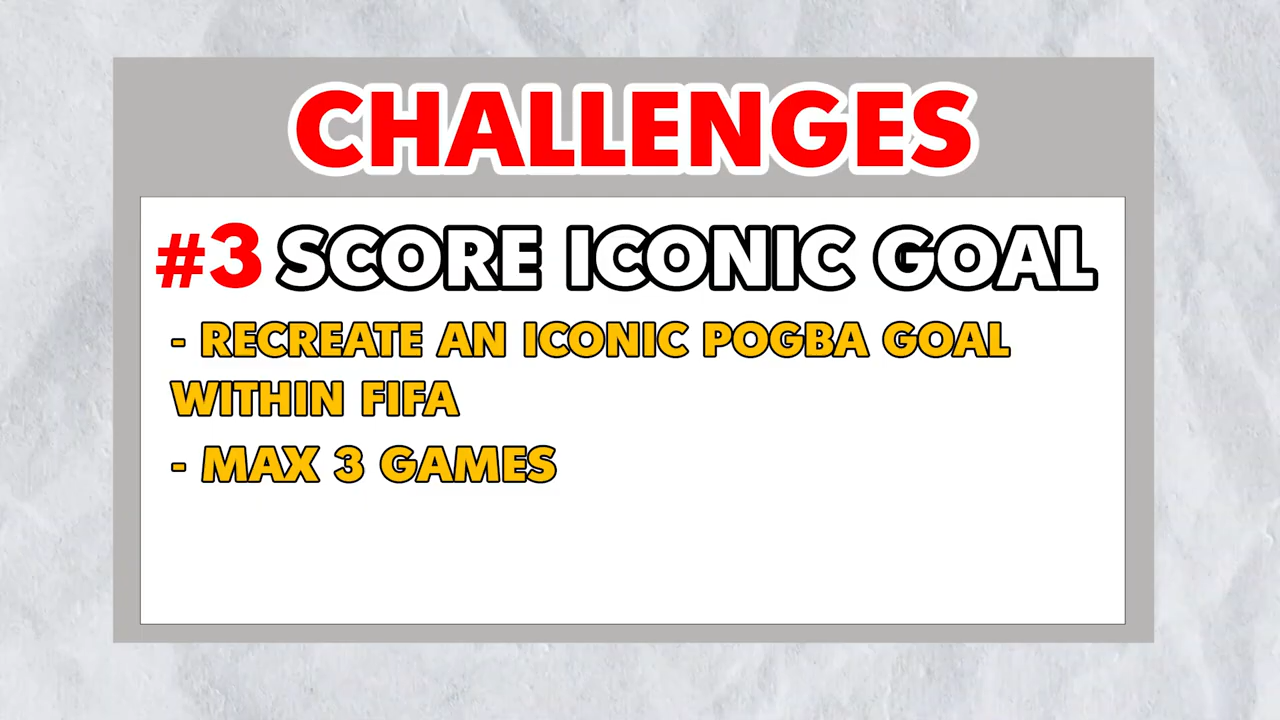 CHALLENGES
#3 SCORE ICONIC GOAL
- RECREATE AN ICONIC POGBA GOAL
WITHIN FIFA
- MAX 3 GAMES